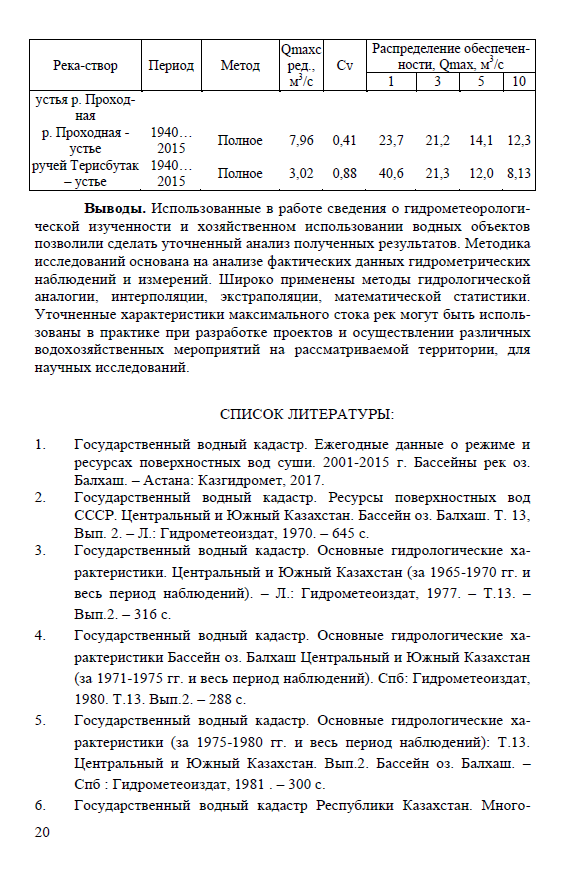 Река-створ Период Метод Qmaxс ред., м³/с Cv Распределение обеспечен-
ности, Qmax, м³/с
1 3 5 10
устья р. Проход-
ная
р. Проходная - устье 1940… 2015 Полное 7,96 0,41 23,7 21,2 14,1 12,3
ручей Терисбутак – устье 1940… 2015 Полное 3,02 0,88 40,6 21,3 12,0 8,13
Выводы. Использованные в работе сведения о гидрометеорологи-
ческой изученности и хозяйственном использовании водных объектов
позволили сделать уточненный анализ полученных результатов. Методика
исследований основана на анализе фактических данных гидрометрических
наблюдений и измерений. Широко применены методы гидрологической
аналогии, интерполяции, экстраполяции, математической статистики.
Уточненные характеристики максимального стока рек могут быть исполь-
зованы в практике при разработке проектов и осуществлении различных
водохозяйственных мероприятий на рассматриваемой территории, для
научных исследований.
СПИСОК ЛИТЕРАТУРЫ:
1. Государственный водный кадастр. Ежегодные данные о режиме и
ресурсах поверхностных вод суши. 2001-2015 г. Бассейны рек оз.
Балхаш. – Астана: Казгидромет, 2017.
2. Государственный водный кадастр. Ресурсы поверхностных вод
СССР. Центральный и Южный Казахстан. Бассейн оз. Балхаш. Т. 13,
Вып. 2. – Л.: Гидрометеоиздат, 1970. – 645 с.
3. Государственный водный кадастр. Основные гидрологические ха-
рактеристики. Центральный и Южный Казахстан (за 1965-1970 гг. и
весь период наблюдений). – Л.: Гидрометеоиздат, 1977. – Т.13. –
Вып.2. – 316 с.
4. Государственный водный кадастр. Основные гидрологические ха-
рактеристики Бассейн оз. Балхаш Центральный и Южный Казахстан
(за 1971-1975 гг. и весь период наблюдений). Спб: Гидрометеоиздат,
1980. Т.13. Вып.2. – 288 с.
5. Государственный водный кадастр. Основные гидрологические ха-
рактеристики (за 1975-1980 гг. и весь период наблюдений): Т.13.
Центральный и Южный Казахстан. Вып.2. Бассейн оз. Балхаш. –
Спб : Гидрометеоиздат, 1981 . – 300 с.
6. Государственный водный кадастр Республики Казахстан. Много-
20